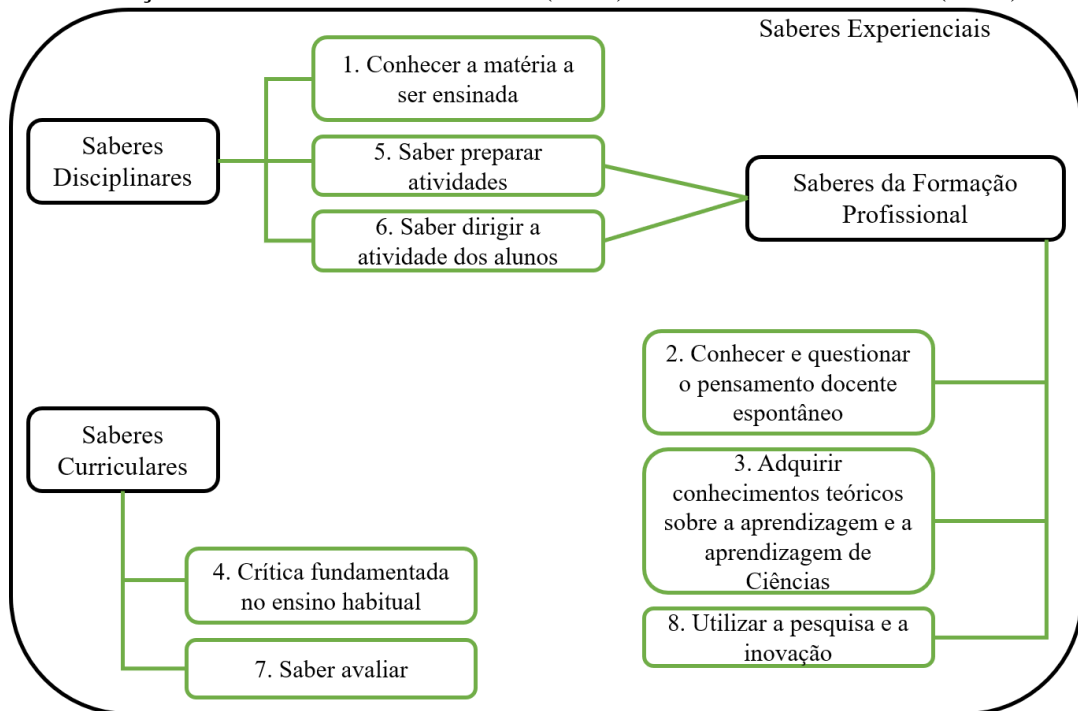 Saberes Experienciais
1. Conhecer a matéria a
ser ensinada
Saberes
Disciplinares
5. Saber preparar
atividades
6. Saber dirigir a
atividade dos alunos
Saberes da Formação
Profissional
2. Conhecer e questionar
o pensamento docente
espontâneo
3. Adquirir
conhecimentos teóricos
sobre a aprendizagem e a
aprendizagem de
Ciências
8. Utilizar a pesquisa e a
inovação
Saberes
Curriculares
4. Crítica fundamentada
no ensino habitual
7. Saber avaliar